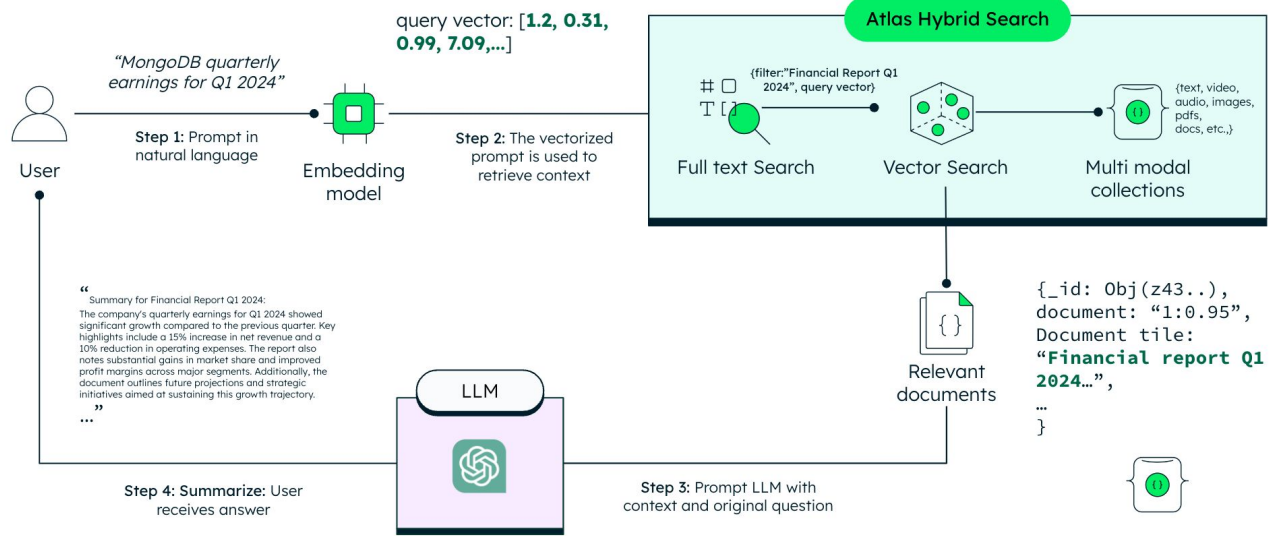 query vector: [1.2, 0.31,
0.99, 7.09,...]
Atlas Hybrid Search
“MongoDB quarterly
earnings for Q1 2024”
Step 1: Prompt in
natural language
User
Embedding
model
Step 2: The vectorized
prompt is used to
retrieve context
{filter:”Financial Report Q1
2024”, query vector}
Full text Search
Vector Search
{text, video,
audio, images,
pdfs,
docs, etc.,}
Multi modal
collections
“
Summary for Financial Report Q1 2024:
The company's quarterly earnings for Q1 2024 showed
significant growth compared to the previous quarter. Key
highlights include a 15% increase in net revenue and a
10% reduction in operating expenses. The report also
notes substantial gains in market share and improved
profit margins across major segments. Additionally, the
document outlines future projections and strategic
initiatives aimed at sustaining this growth trajectory.
...”
Relevant
documents
{_id: Obj(z43..),
document: “1:0.95”,
Document tile:
“Financial report Q1
2024…”,
…
}
LLM
Step 3: Prompt LLM with
context and original question
Step 4: Summarize: User
receives answer